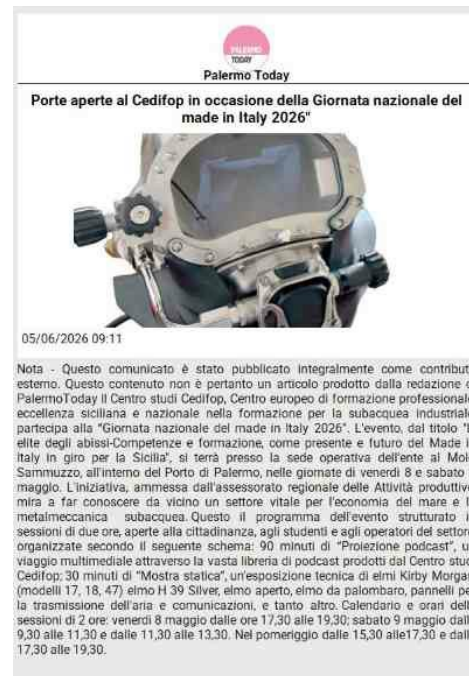 PALERMO
TODAY
Palermo Today
Porte aperte al Cedifop in occasione della Giornata nazionale del
made in Italy 2026"
05/06/2026 09:11
Nota - Questo comunicato è stato pubblicato integralmente come contribut
esterno. Questo contenuto non è pertanto un articolo prodotto dalla redazione d
PalermoToday Il Centro studi Cedifop, Centro europeo di formazione professional
eccellenza siciliana e nazionale nella formazione per la subacquea industriale
partecipa alla "Giornata nazionale del made in Italy 2026". L'evento, dal titolo "L
elite degli abissi-Competenze e formazione, come presente e futuro del Made i
Italy in giro per la Sicilia", si terrà presso la sede operativa dell'ente al Mol
Sammuzzo, all'interno del Porto di Palermo, nelle giornate di venerdì 8 e sabato
maggio. L'iniziativa, ammessa dall'assessorato regionale delle Attività produttive
mira a far conoscere da vicino un settore vitale per l'economia del mare e l
metalmeccanica subacquea. Questo il programma dell'evento strutturato i
sessioni di due ore, aperte alla cittadinanza, agli studenti e agli operatori del settore
organizzate secondo il seguente schema: 90 minuti di "Proiezione podcast", u
viaggio multimediale attraverso la vasta libreria di podcast prodotti dal Centro stud
Cedifop; 30 minuti di "Mostra statica", un'esposizione tecnica di elmi Kirby Morga
(modelli 17, 18, 47) elmo H 39 Silver, elmo aperto, elmo da palombaro, pannelli pe
la trasmissione dell'aria e comunicazioni, e tanto altro. Calendario e orari dell
sessioni di 2 ore: venerdì 8 maggio dalle ore 17,30 alle 19,30; sabato 9 maggio dall
9,30 alle 11,30 e dalle 11,30 alle 13,30. Nel pomeriggio dalle 15,30 alle17,30 e dall
17,30 alle 19,30.